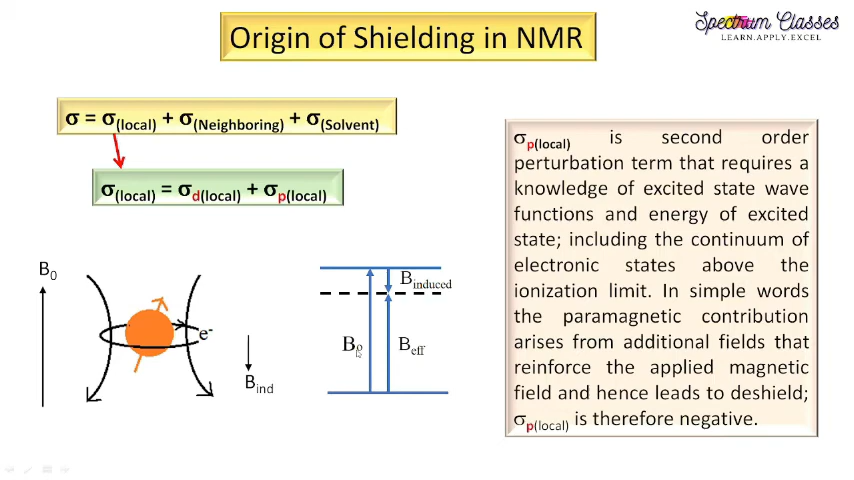 Spectrum Classes
LEARN.APPLY.EXCEL
Origin of Shielding in NMR
σ = σ(local) + σ(Neighboring) + σ(Solvent)
σ(local) = σd(local) + σp(local)
σp(local) is second order
perturbation term that requires a
knowledge of excited state wave
functions and energy of excited
state; including the continuum of
electronic states above the
ionization limit. In simple words
the paramagnetic contribution
arises from additional fields that
reinforce the applied magnetic
field and hence leads to deshield;
σp(local) is therefore negative.
B0
e-
Bind
Binduced
Bo
Beff